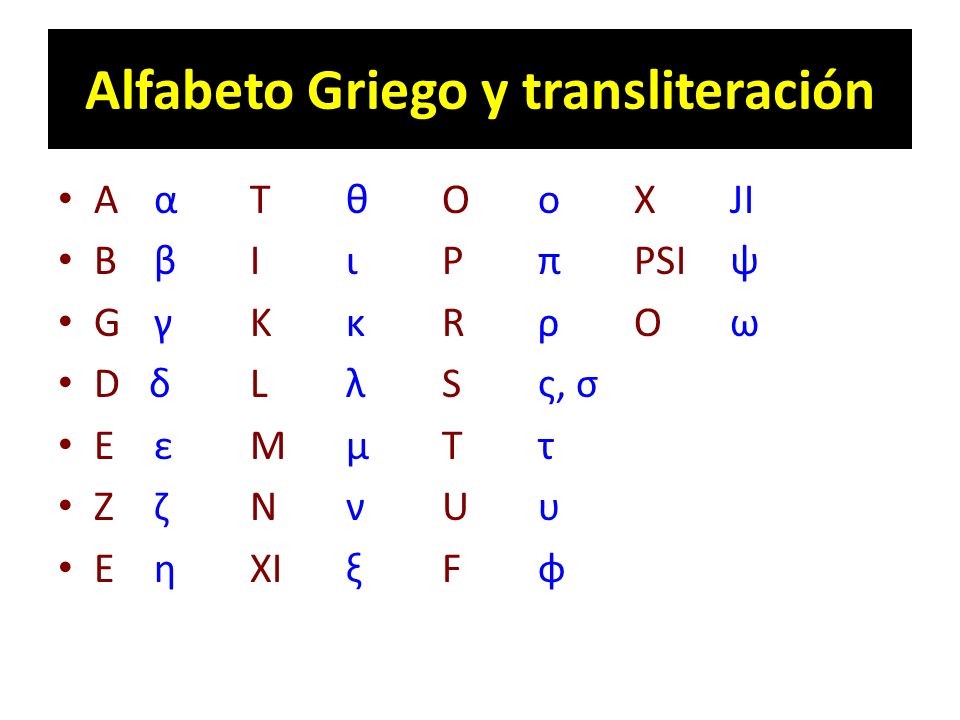 Alfabeto Griego y transliteración
• A α T θ O ο X JI
• B β I ι P π PSI ψ
• G γ K κ R ρ O ω
• D δ L λ S ς, σ
• E ε M μ T τ
• Z ζ N ν U υ
• E η XI ξ F φ